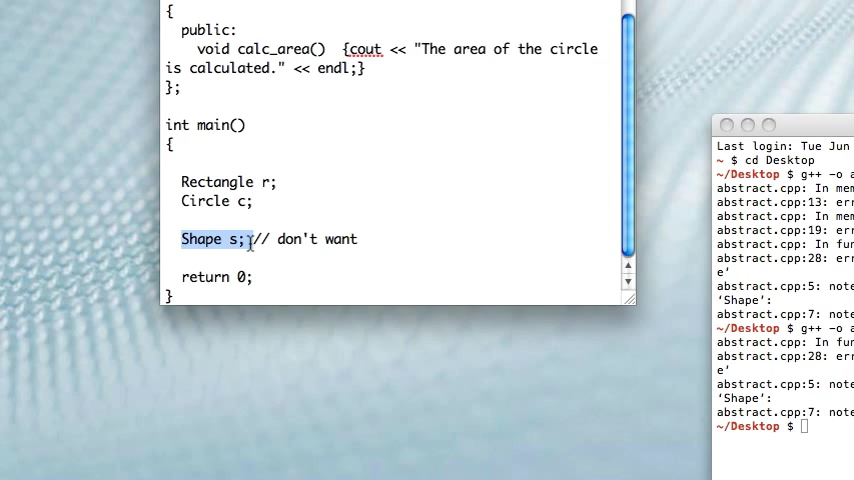 {
public:
void calc_area()  {cout << "The area of the circle
is calculated." << endl;}
};
int main()
{
Rectangle r;
Circle c;
Shape s; // don't want
return 0;
}
Last login: Tue Jun
~ $ cd Desktop
~/Desktop $ g++ -o a
abstract.cpp: In mem
abstract.cpp:13: err
abstract.cpp: In mem
abstract.cpp:19: err
abstract.cpp: In fun
abstract.cpp:28: err
e'
abstract.cpp:5: note
'Shape':
abstract.cpp:7: note
~/Desktop $ g++ -o a
abstract.cpp: In fun
abstract.cpp:28: err
e'
abstract.cpp:5: note
'Shape':
abstract.cpp:7: note
~/Desktop $